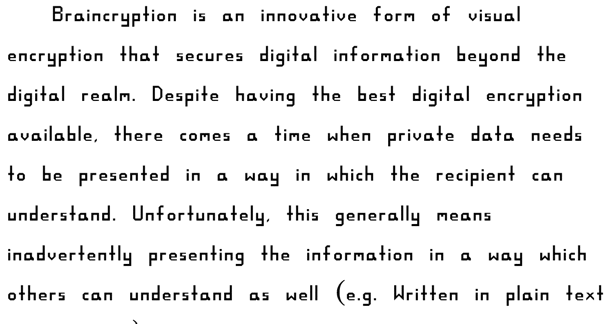 Braincryption is an innovative form of visual
encryption that secures digital information beyond the
digital realm. Despite having the best digital encryption
available, there comes a time when private data needs
to be presented in a way in which the recipient can
understand. Unfortunately, this generally means
inadvertently presenting the information in a way which
others can understand as well (e.g. Written in plain text